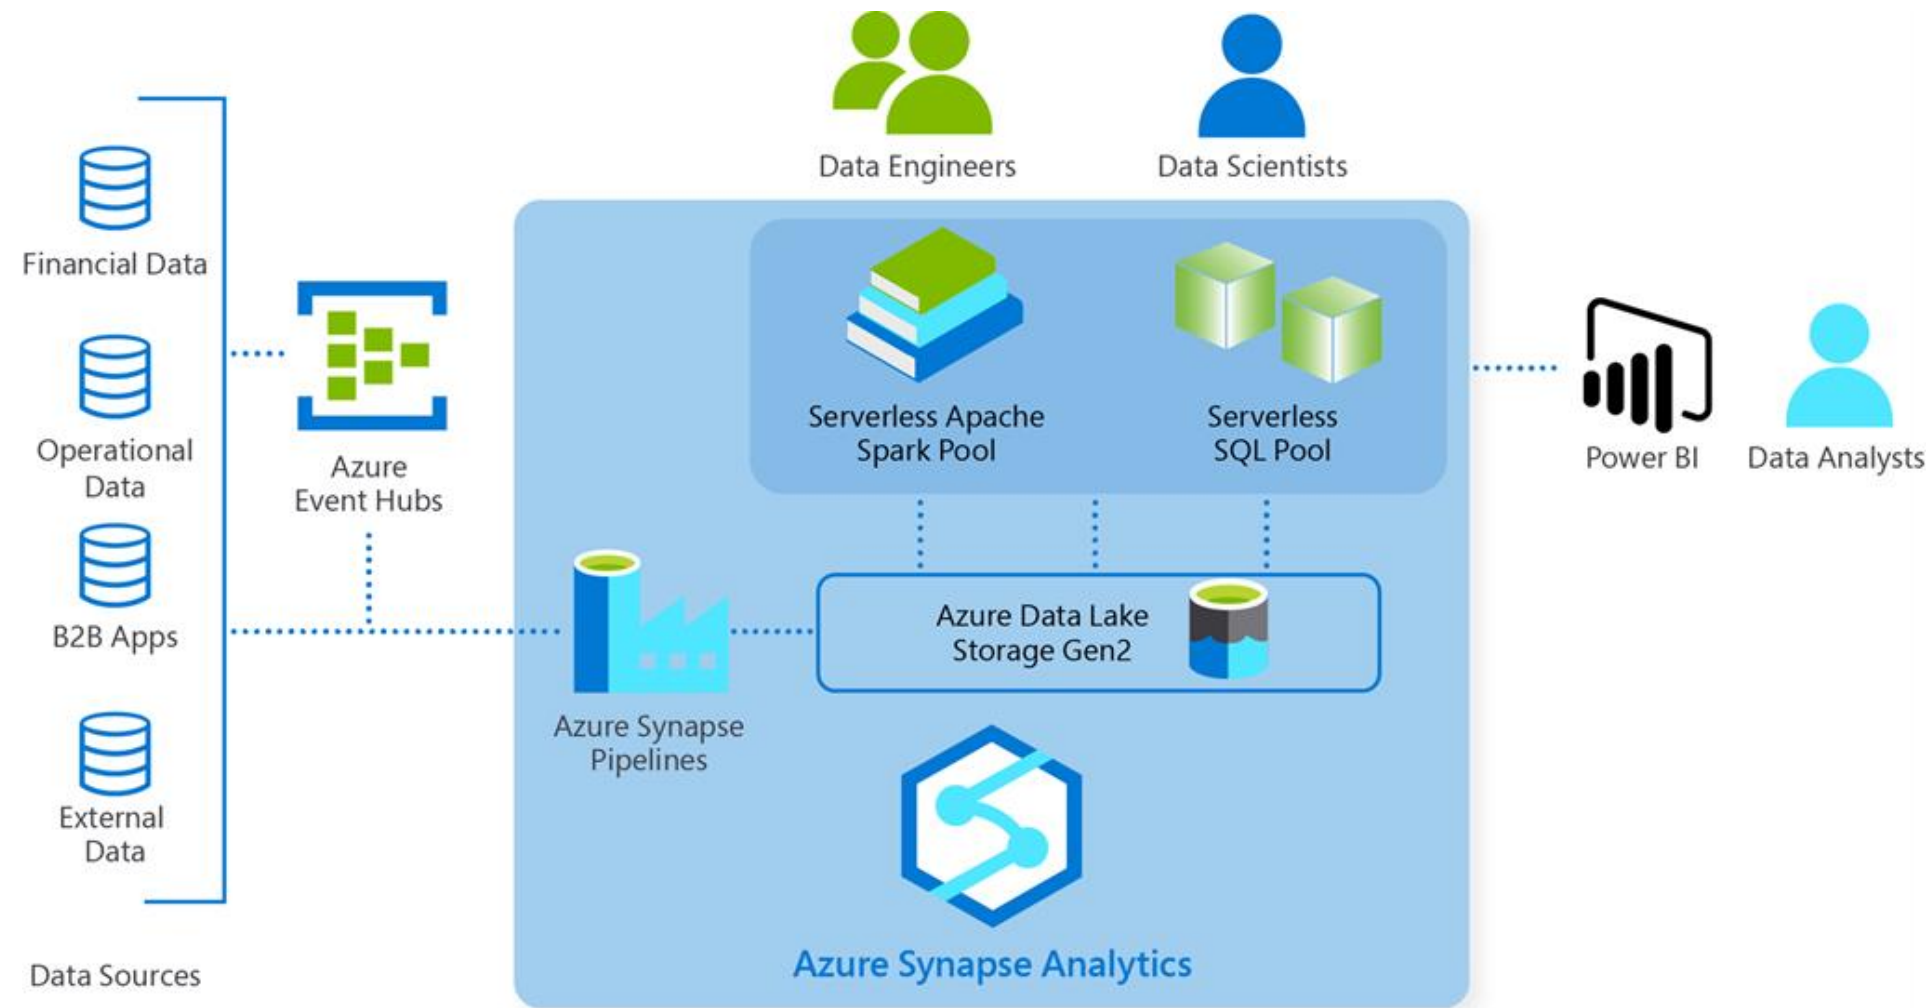 Data Engineers
Data Scientists
Financial Data
Operational
Data
B2B Apps
External
Data
Data Sources
Azure
Event Hubs
Serverless Apache
Spark Pool
Serverless
SQL Pool
Azure Data Lake
Storage Gen2
Azure Synapse
Pipelines
Azure Synapse Analytics
Power BI
Data Analysts